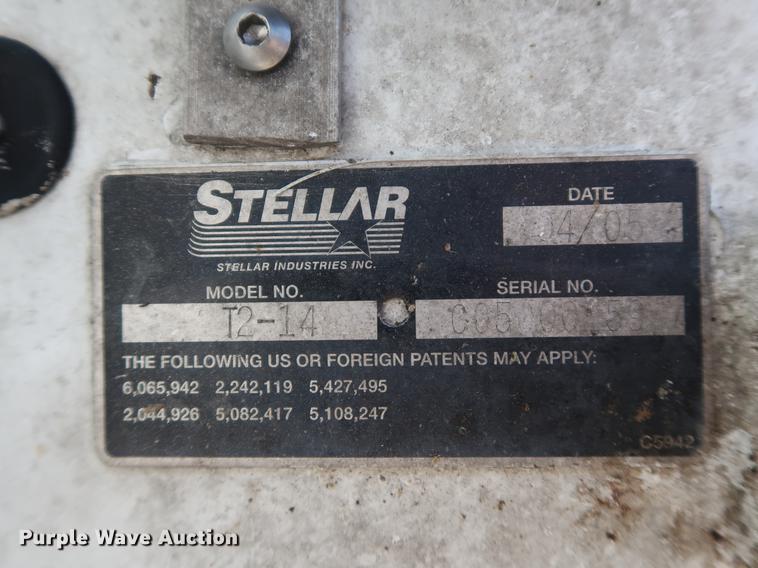 STELLAR
STELLAR INDUSTRIES INC.
DATE
MODEL NO.
T2-14
SERIAL NO.
THE FOLLOWING US OR FOREIGN PATENTS MAY APPLY:
6,065,942 2,242,119 5,427,495
2,044,926 5,082,417 5,108,247
C5942
Purple Wave Auction